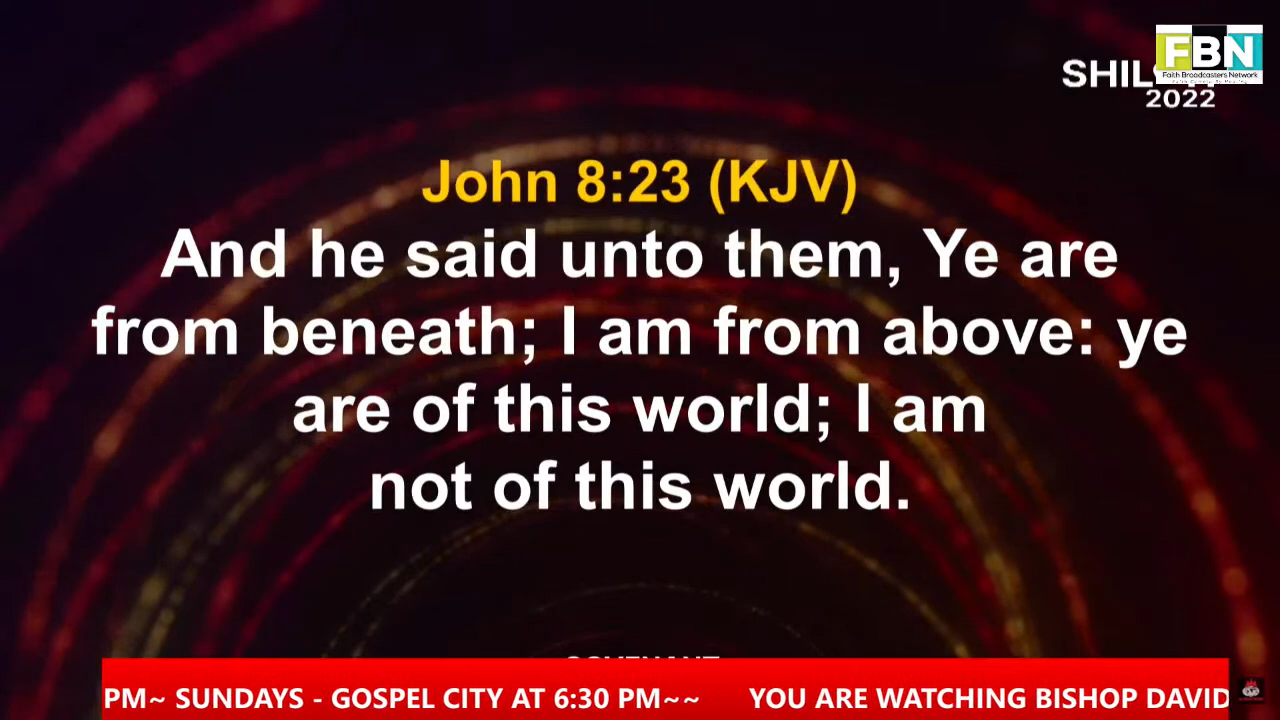 FBN
Faith Broadcasters Network
2022
John 8:23 (KJV)
And he said unto them, Ye are
from beneath; I am from above: ye
are of this world; I am
not of this world.
PM~ SUNDAYS - GOSPEL CITY AT 6:30 PM~~ YOU ARE WATCHING BISHOP DAVID